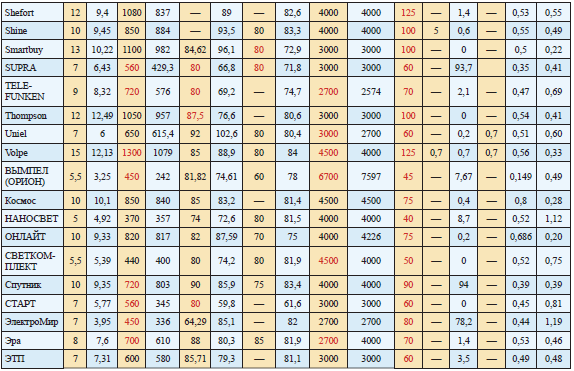 Shefort 12 9,4 1080 837 — 89 — 82,6 4000 4000 125 — 1,4 — 0,53 0,55
Shine 10 9,45 850 884 — 93,5 80 83,3 4000 4000 100 5 0,6 — 0,55 0,49
Smartbuy 13 10,22 1100 982 84,62 96,1 80 72,9 3000 3000 100 — 0 — 0,5 0,22
SUPRA 7 6,43 560 429,3 80 66,8 80 71,8 3000 3000 60 — 93,7 — 0,35 0,41
TELE-
FUNKEN 9 8,32 720 576 80 69,2 — 74,7 2700 2574 70 — 2,1 — 0,47 0,69
Thompson 12 12,49 1050 957 87,5 76,6 — 80,6 3000 3000 100 — 0 — 0,54 0,41
Uniel 7 6 650 615,4 92 102,6 80 80,4 3000 2700 60 — 0,2 0,7 0,51 0,60
Volpe 15 12,13 1300 1079 85 88,9 80 84 4500 4000 125 0,7 0,7 0,7 0,56 0,33
ВЫМПЕЛ
(ОРИОН) 5,5 3,25 450 242 81,82 74,61 60 78 6700 7597 45 — 7,67 — 0,149 0,49
Космос 10 10,1 850 840 85 83,2 — 81,4 4500 4500 75 — 0,4 — 0,8 0,28
НАНОСВЕТ 5 4,92 370 357 74 72,6 80 81,5 4000 4000 40 — 8,7 — 0,52 1,12
ОНЛАЙТ 10 9,33 820 817 82 87,59 70 75 4000 4226 75 — 0,2 — 0,686 0,20
СВЕТКОМ-
ПЛЕКТ 5,5 5,39 440 400 80 74,2 80 81,9 4500 4000 50 — 0 — 0,52 0,75
Спутник 10 9,35 720 803 90 85,9 75 83,4 4000 4000 90 — 94 — 0,39 0,39
СТАРТ 7 5,77 560 345 80 59,8 — 61,6 3000 3000 60 — 0 — 0,45 0,81
ЭлектроМир 7 3,95 450 336 64,29 85,1 — 82 2700 2700 80 — 78,2 — 0,44 1,19
Эра 8 7,6 700 610 88 80,3 85 81,9 2700 4000 70 — 1,4 — 0,53 0,46
ЭТП 7 7,31 600 580 85,71 79,3 — 81,1 3000 3000 60 — 3,5 — 0,49 0,48